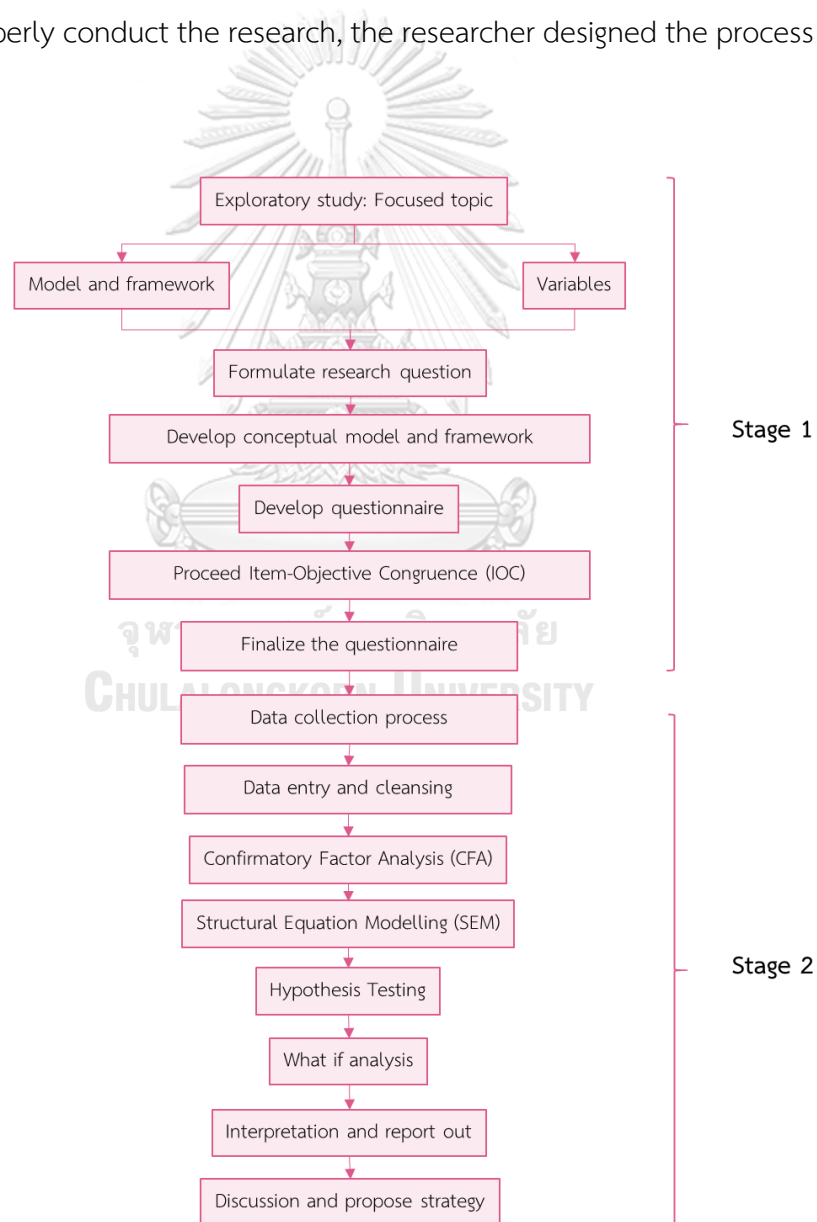 perly conduct the research, the researcher designed the process
Exploratory study: Focused topic
Model and framework
Variables
Formulate research question
Develop conceptual model and framework
Stage 1
Develop questionnaire
Proceed Item-Objective Congruence (IOC)
Finalize the questionnaire
CHULALONGKORN UNIVERSITY
Data collection process
Data entry and cleansing
Confirmatory Factor Analysis (CFA)
Structural Equation Modelling (SEM)
Stage 2
Hypothesis Testing
What if analysis
Interpretation and report out
Discussion and propose strategy